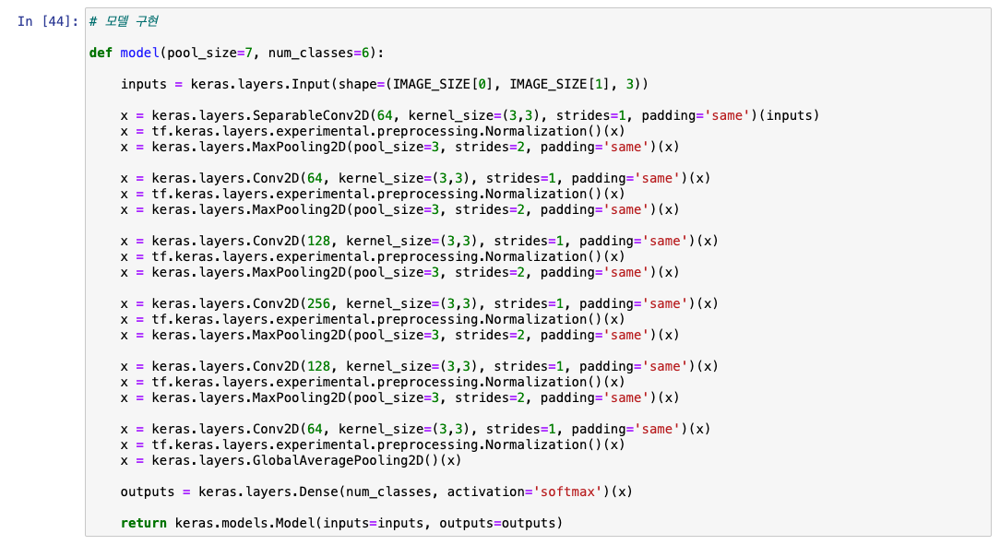 In [44]: # 모델 구현
def model(pool_size=7, num_classes=6):
    inputs = keras.layers.Input(shape=(IMAGE_SIZE[0], IMAGE_SIZE[1], 3))
    x = keras.layers.SeparableConv2D(64, kernel_size=(3,3), strides=1, padding='same')(inputs)
    x = tf.keras.layers.experimental.preprocessing.Normalization()(x)
    x = keras.layers.MaxPooling2D(pool_size=3, strides=2, padding='same')(x)
    x = keras.layers.Conv2D(64, kernel_size=(3,3), strides=1, padding='same')(x)
    x = tf.keras.layers.experimental.preprocessing.Normalization()(x)
    x = keras.layers.MaxPooling2D(pool_size=3, strides=2, padding='same')(x)
    x = keras.layers.Conv2D(128, kernel_size=(3,3), strides=1, padding='same')(x)
    x = tf.keras.layers.experimental.preprocessing.Normalization()(x)
    x = keras.layers.MaxPooling2D(pool_size=3, strides=2, padding='same')(x)
    x = keras.layers.Conv2D(256, kernel_size=(3,3), strides=1, padding='same')(x)
    x = tf.keras.layers.experimental.preprocessing.Normalization()(x)
    x = keras.layers.MaxPooling2D(pool_size=3, strides=2, padding='same')(x)
    x = keras.layers.Conv2D(128, kernel_size=(3,3), strides=1, padding='same')(x)
    x = tf.keras.layers.experimental.preprocessing.Normalization()(x)
    x = keras.layers.MaxPooling2D(pool_size=3, strides=2, padding='same')(x)
    x = keras.layers.Conv2D(64, kernel_size=(3,3), strides=1, padding='same')(x)
    x = tf.keras.layers.experimental.preprocessing.Normalization()(x)
    x = keras.layers.GlobalAveragePooling2D()(x)
    outputs = keras.layers.Dense(num_classes, activation='softmax')(x)
    return keras.models.Model(inputs=inputs, outputs=outputs)